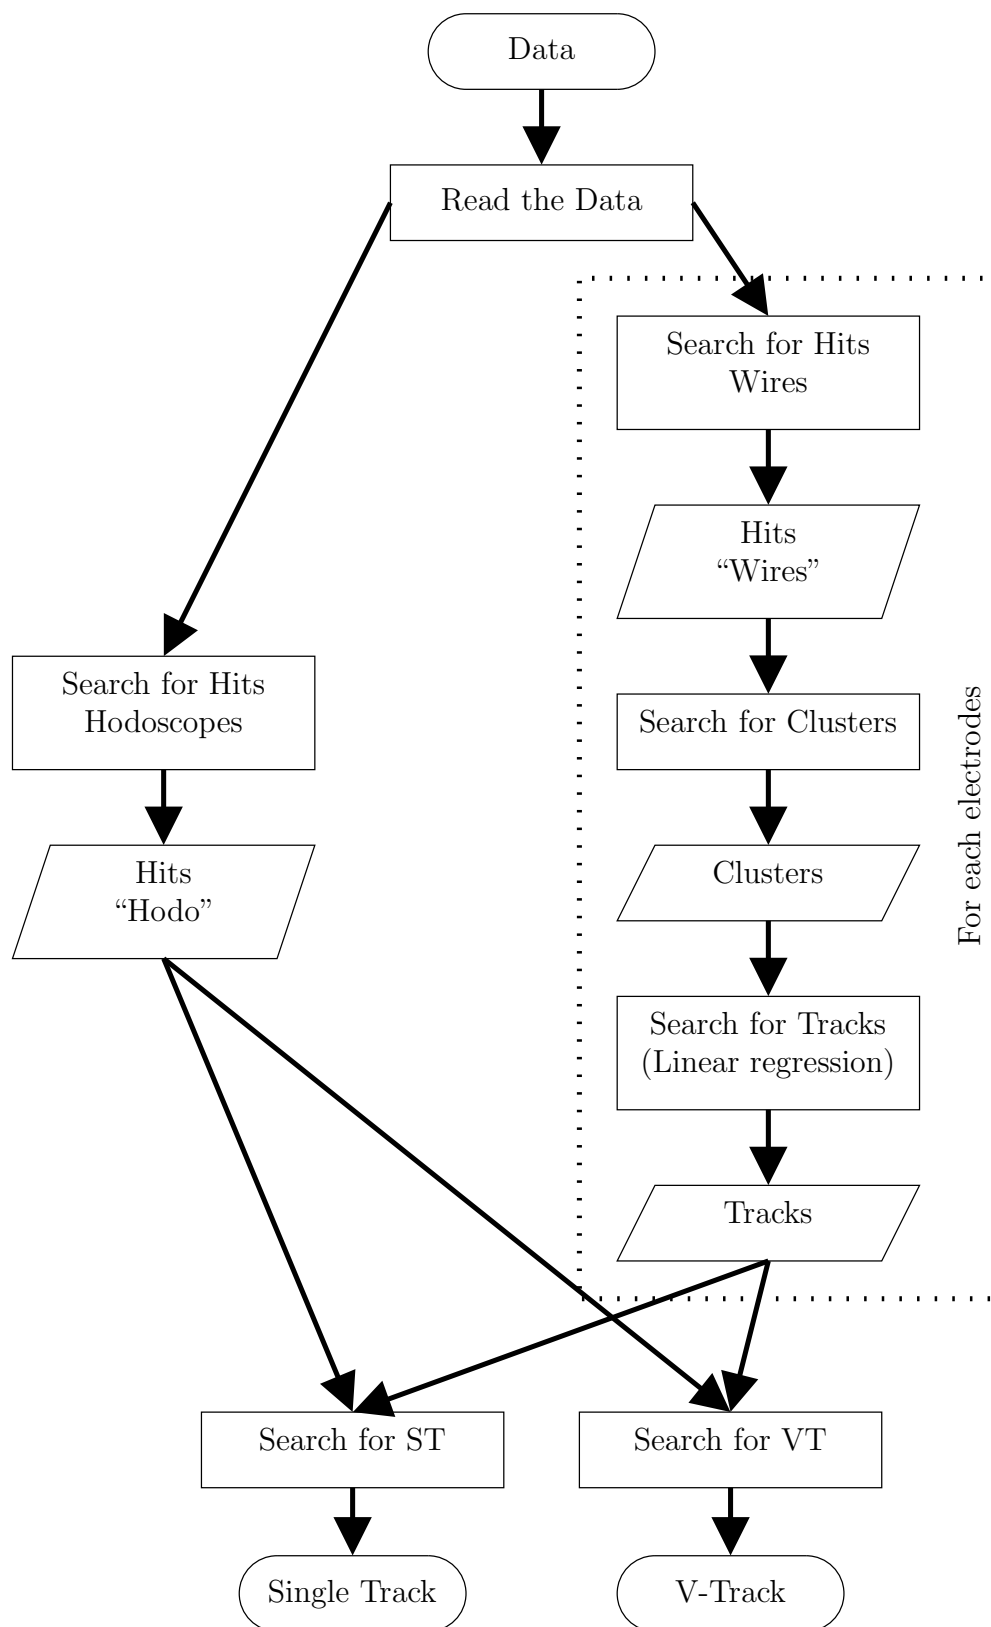 Data
Read the Data
Search for Hits
Wires
Hits
“Wires”
Search for Hits
Hodoscopes
Search for Clusters
For each electrodes
Hits
“Hodo”
Clusters
Search for Tracks
(Linear regression)
Tracks
Search for ST
Search for VT
Single Track
V-Track